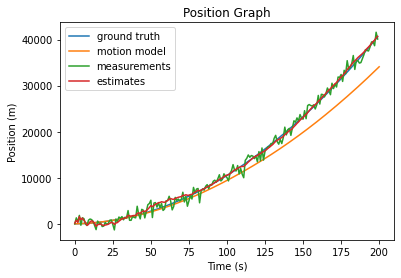 Position Graph
ground truth
motion model
measurements
estimates
Position (m)
40000
30000
20000
10000
0
0 25 50 75 100 125 150 175 200
Time (s)